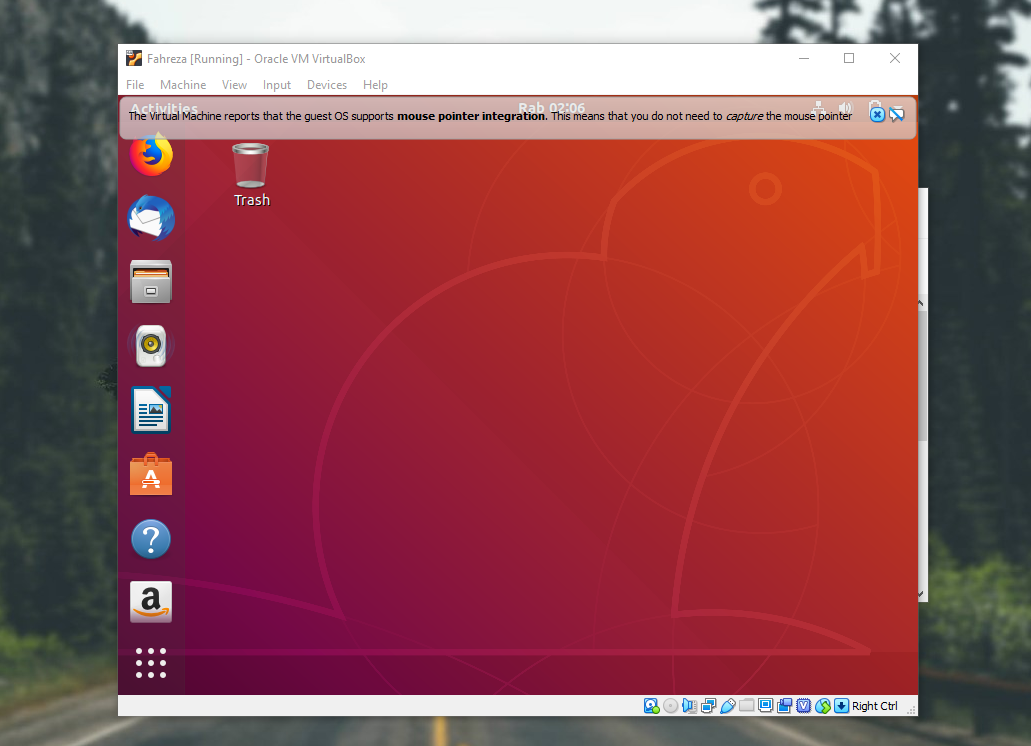 Fahreza [Running] - Oracle VM VirtualBox
File Machine View Input Devices Help
Activities Rab 02:06
The Virtual Machine reports that the guest OS supports mouse pointer integration. This means that you do not need to capture the mouse pointer
Trash
Right Ctrl